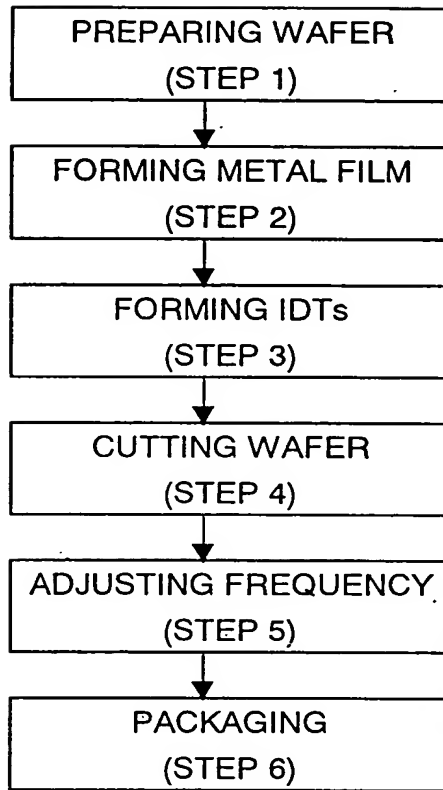 PREPARING WAFER
(STEP 1)
FORMING METAL FILM
(STEP 2)
FORMING IDTs
(STEP 3)
CUTTING WAFER
(STEP 4)
ADJUSTING FREQUENCY
(STEP 5)
PACKAGING
(STEP 6)